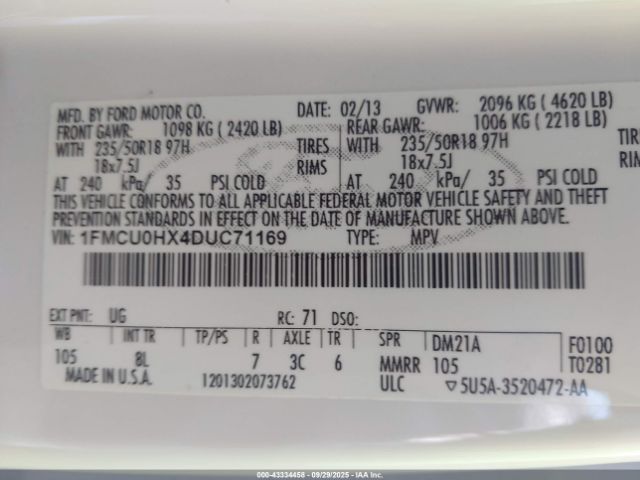 MFD. BY FORD MOTOR CO. DATE: 02/13 GVWR: 2096 KG ( 4620 LB)
FRONT GAWR: 1098 KG ( 2420 LB) REAR GAWR: 1006 KG ( 2218 LB)
WITH 235/50R18 97H TIRES WITH 235/50R18 97H TIRES
18x7.5J RIMS 18x7.5J RIMS
AT 240 kPa/ 35 PSI COLD AT 240 kPa/ 35 PSI COLD
THIS VEHICLE CONFORMS TO ALL APPLICABLE FEDERAL MOTOR VEHICLE SAFETY AND THEFT
PREVENTION STANDARDS IN EFFECT ON THE DATE OF MANUFACTURE SHOWN ABOVE.
VIN: 1FMCU0HX4DUC71169 TYPE: MPV
EXT PNT: UG RC: 71 DSO:
WB INT TR TP/PS R AXLE TR SPR DM21A F0100
105 8L 7 3C 6 MMRR 105 T0281
MADE IN U.S.A. 1201302073762 ULC ▽5U5A-3520472-AA
000-43334458 - 09/29/2025 - IAA Inc.